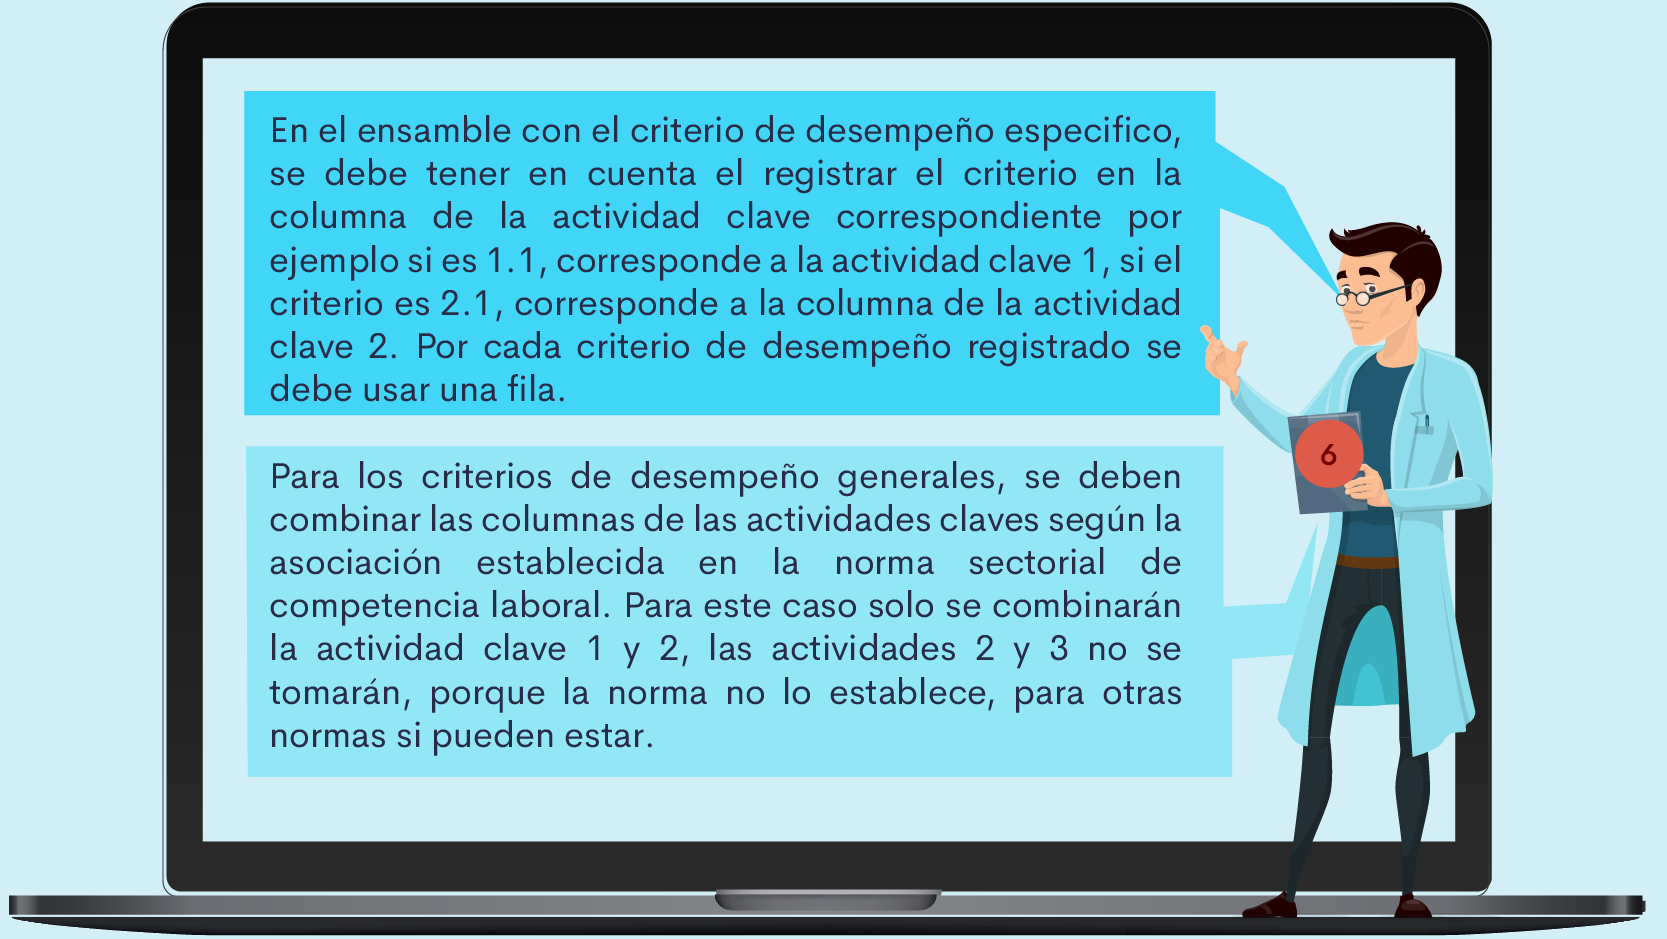 En el ensamble con el criterio de desempeño especifico,
se debe tener en cuenta el registrar el criterio en la
columna de la actividad clave correspondiente por
ejemplo si es 1.1, corresponde a la actividad clave 1, si el
criterio es 2.1, corresponde a la columna de la actividad
clave 2. Por cada criterio de desempeño registrado se
debe usar una fila.
6
Para los criterios de desempeño generales, se deben
combinar las columnas de las actividades claves según la
asociación establecida en la norma sectorial de
competencia laboral. Para este caso solo se combinarán
la actividad clave 1 y 2, las actividades 2 y 3 no se
tomarán, porque la norma no lo establece, para otras
normas si pueden estar.